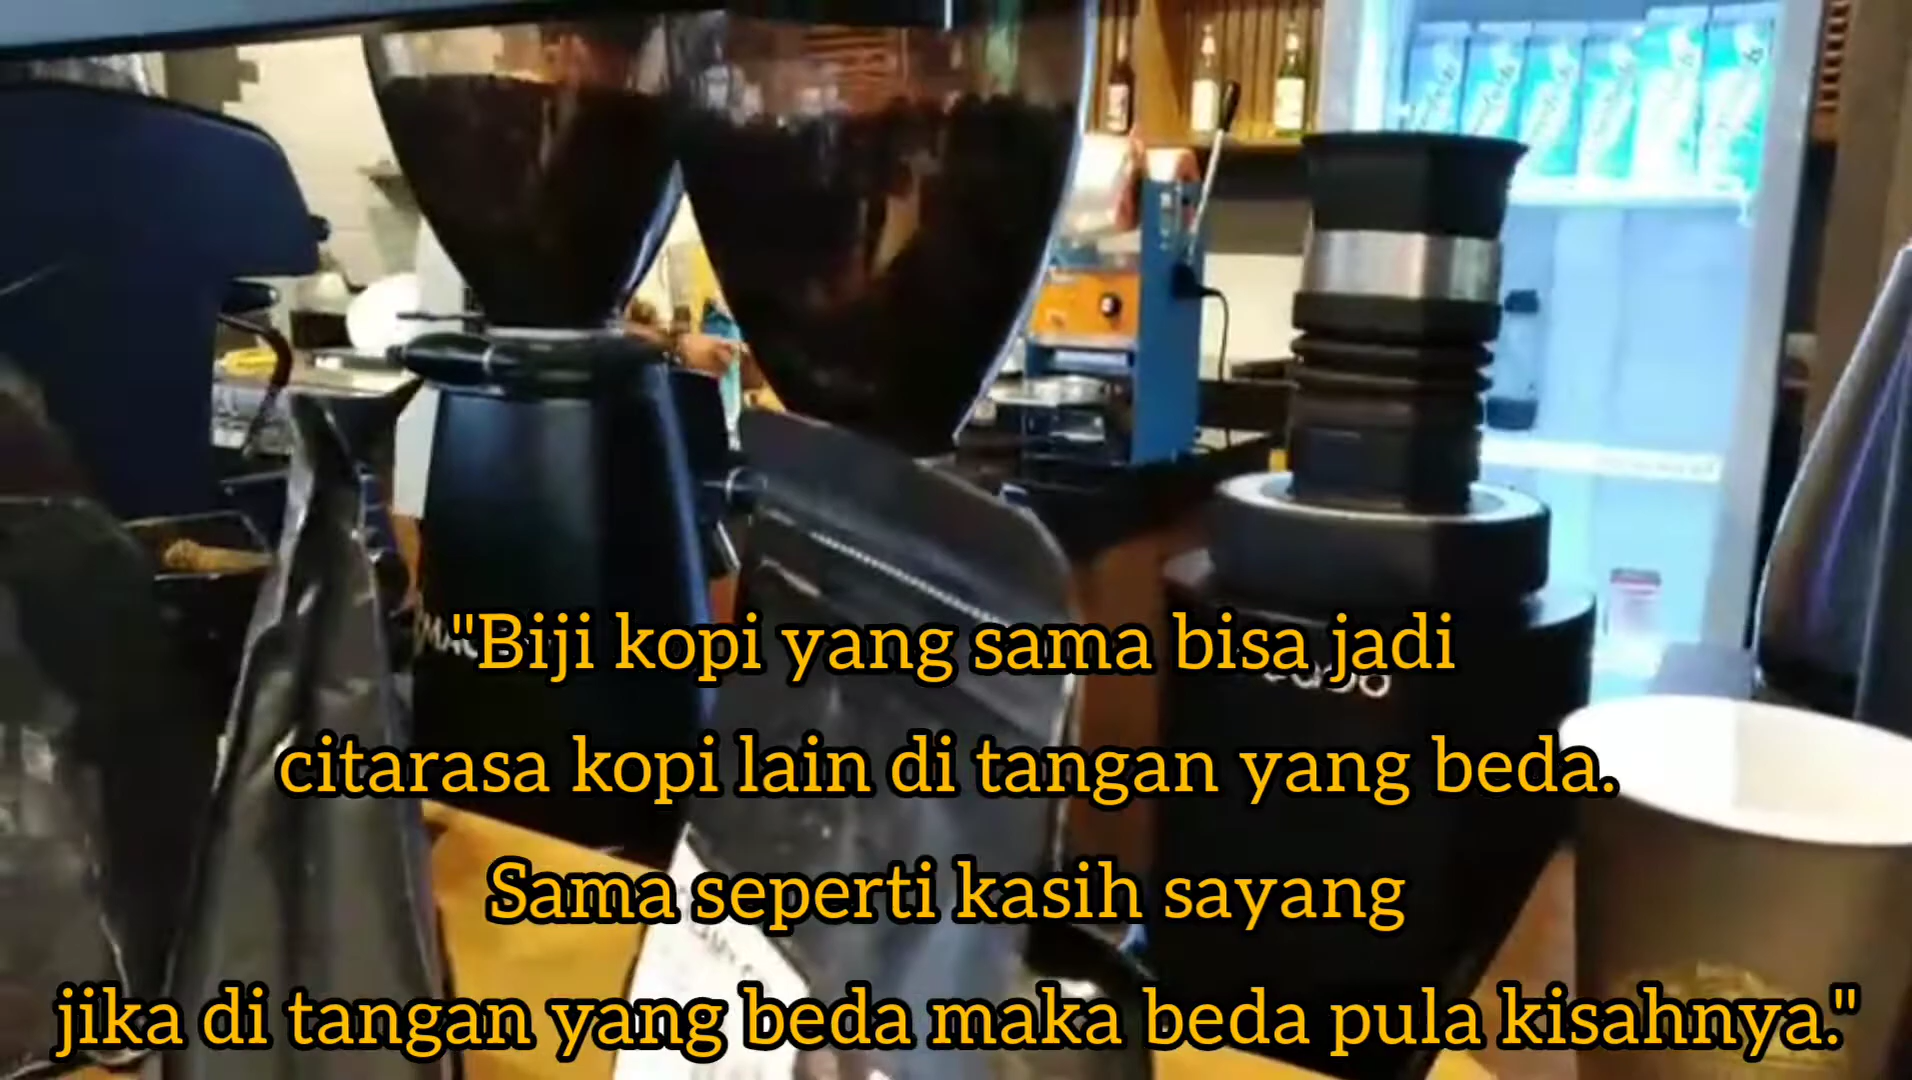 "Biji kopi yang sama bisa jadi
citarasa kopi lain di tangan yang beda.
Sama seperti kasih sayang
jika di tangan yang beda maka beda pula kisahnya."